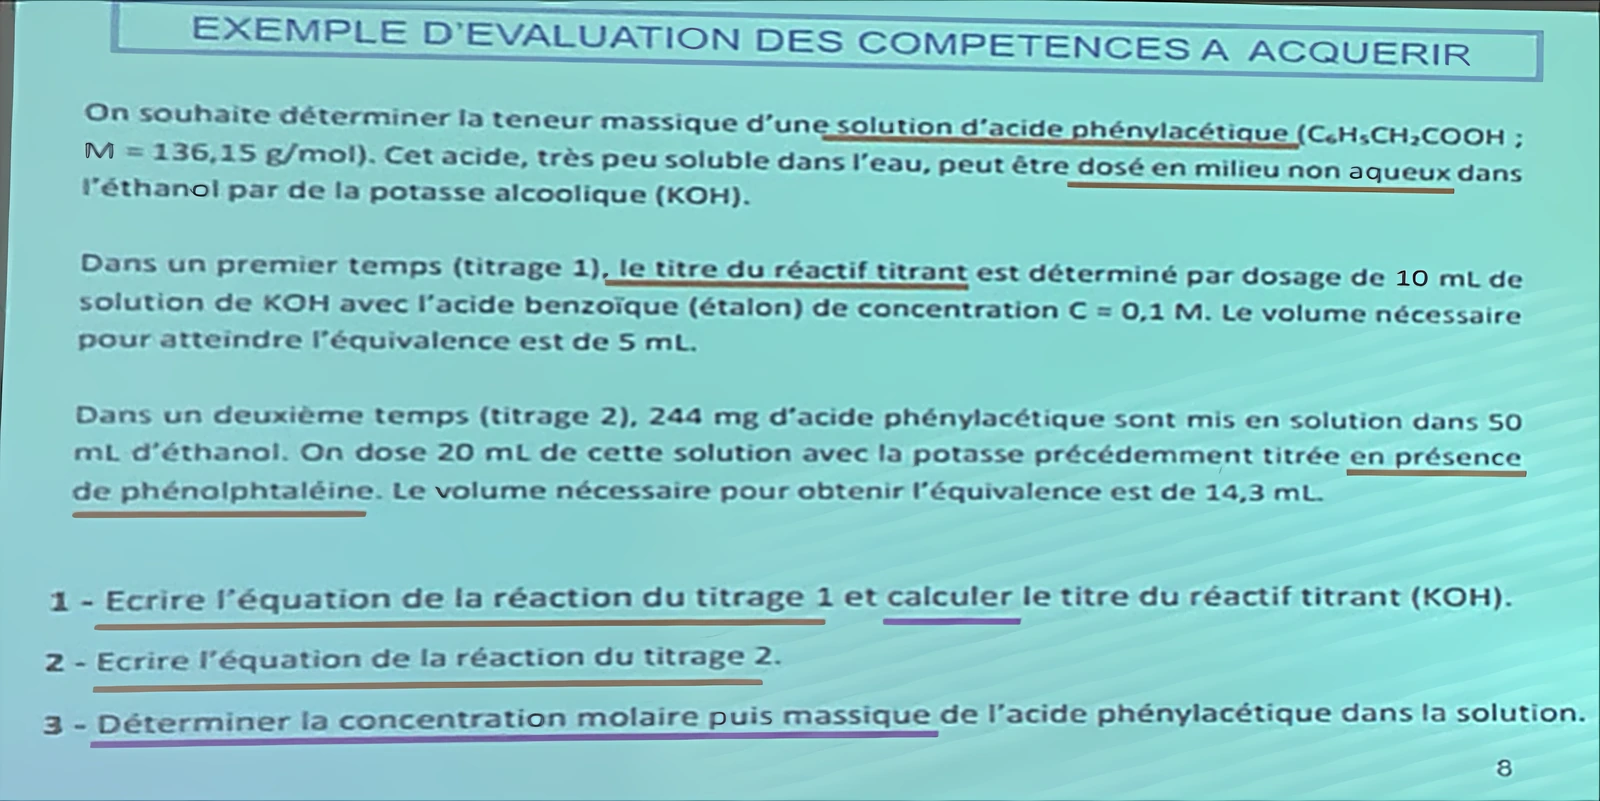 EXEMPLE D'EVALUATION DES COMPETENCES A ACQUERIR
On souhaite déterminer la teneur massique d'une solution d'acide phénylacétique (C₆H₅CH₂COOH ;
M = 136,15 g/mol). Cet acide, très peu soluble dans l'eau, peut être dosé en milieu non aqueux dans
l'éthanol par de la potasse alcoolique (KOH).
Dans un premier temps (titrage 1), le titre du réactif titrant est déterminé par dosage de 10 mL de
solution de KOH avec l'acide benzoïque (étalon) de concentration C = 0,1 M. Le volume nécessaire
pour atteindre l'équivalence est de 5 mL.
Dans un deuxième temps (titrage 2), 244 mg d'acide phénylacétique sont mis en solution dans 50
mL d'éthanol. On dose 20 mL de cette solution avec la potasse précédemment titrée en présence
de phénolphtaléine. Le volume nécessaire pour obtenir l'équivalence est de 14,3 mL.
1 - Ecrire l'équation de la réaction du titrage 1 et calculer le titre du réactif titrant (KOH).
2 - Ecrire l'équation de la réaction du titrage 2.
3 - Déterminer la concentration molaire puis massique de l'acide phénylacétique dans la solution.
8